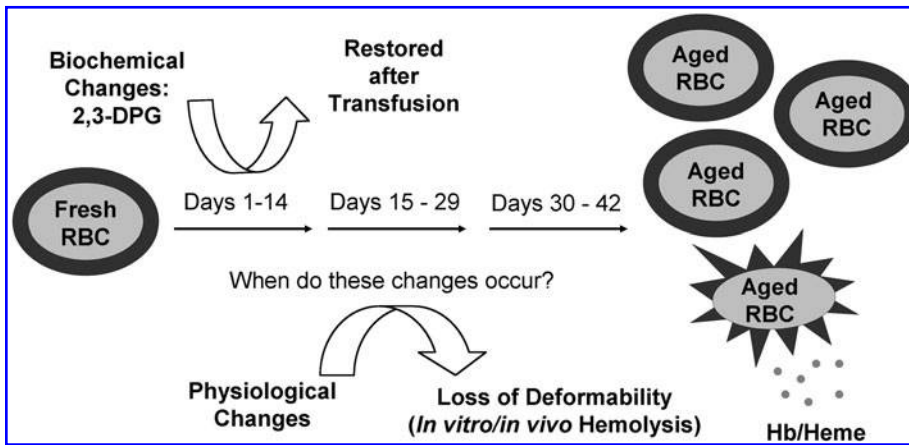 Biochemical
Changes:
2,3-DPG
Restored
after
Transfusion
Aged
RBC
Aged
RBC
Aged
RBC
Fresh
RBC
Days 1-14
Days 15 - 29
Days 30 - 42
When do these changes occur?
Aged
RBC
Physiological
Changes
Loss of Deformability
(In vitro/in vivo Hemolysis)
Hb/Heme